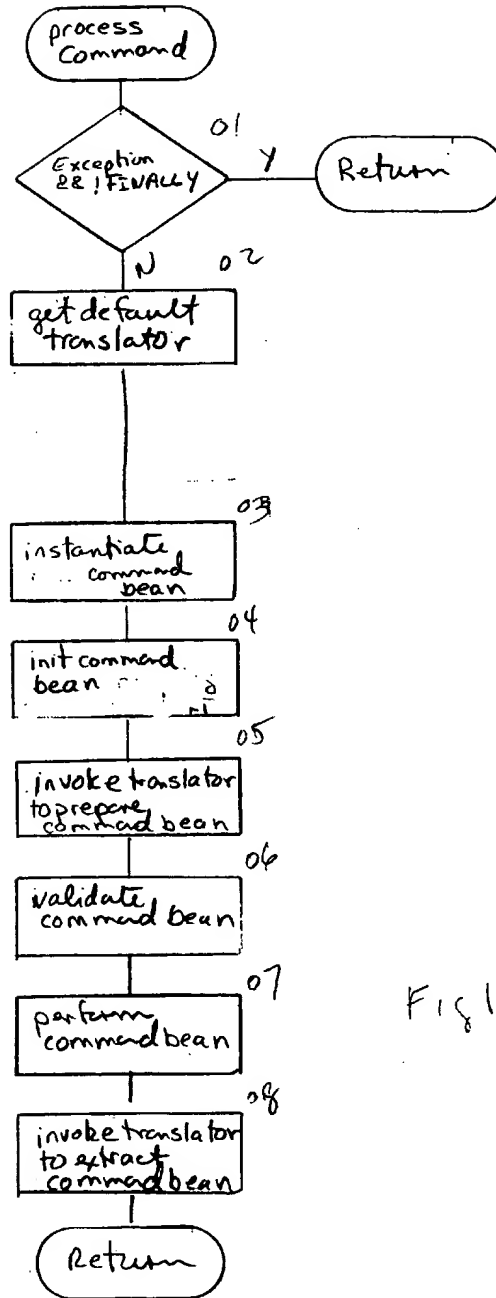 process
Command
01
Exception
&& !FINALLY
Y
Return
N
02
get default
translator
03
instantiate
command
bean
04
init command
bean
05
invoke translator
to prepare
command bean
06
validate
command bean
07
perform
command bean
08
invoke translator
to extract
command bean
Return
Fig 1